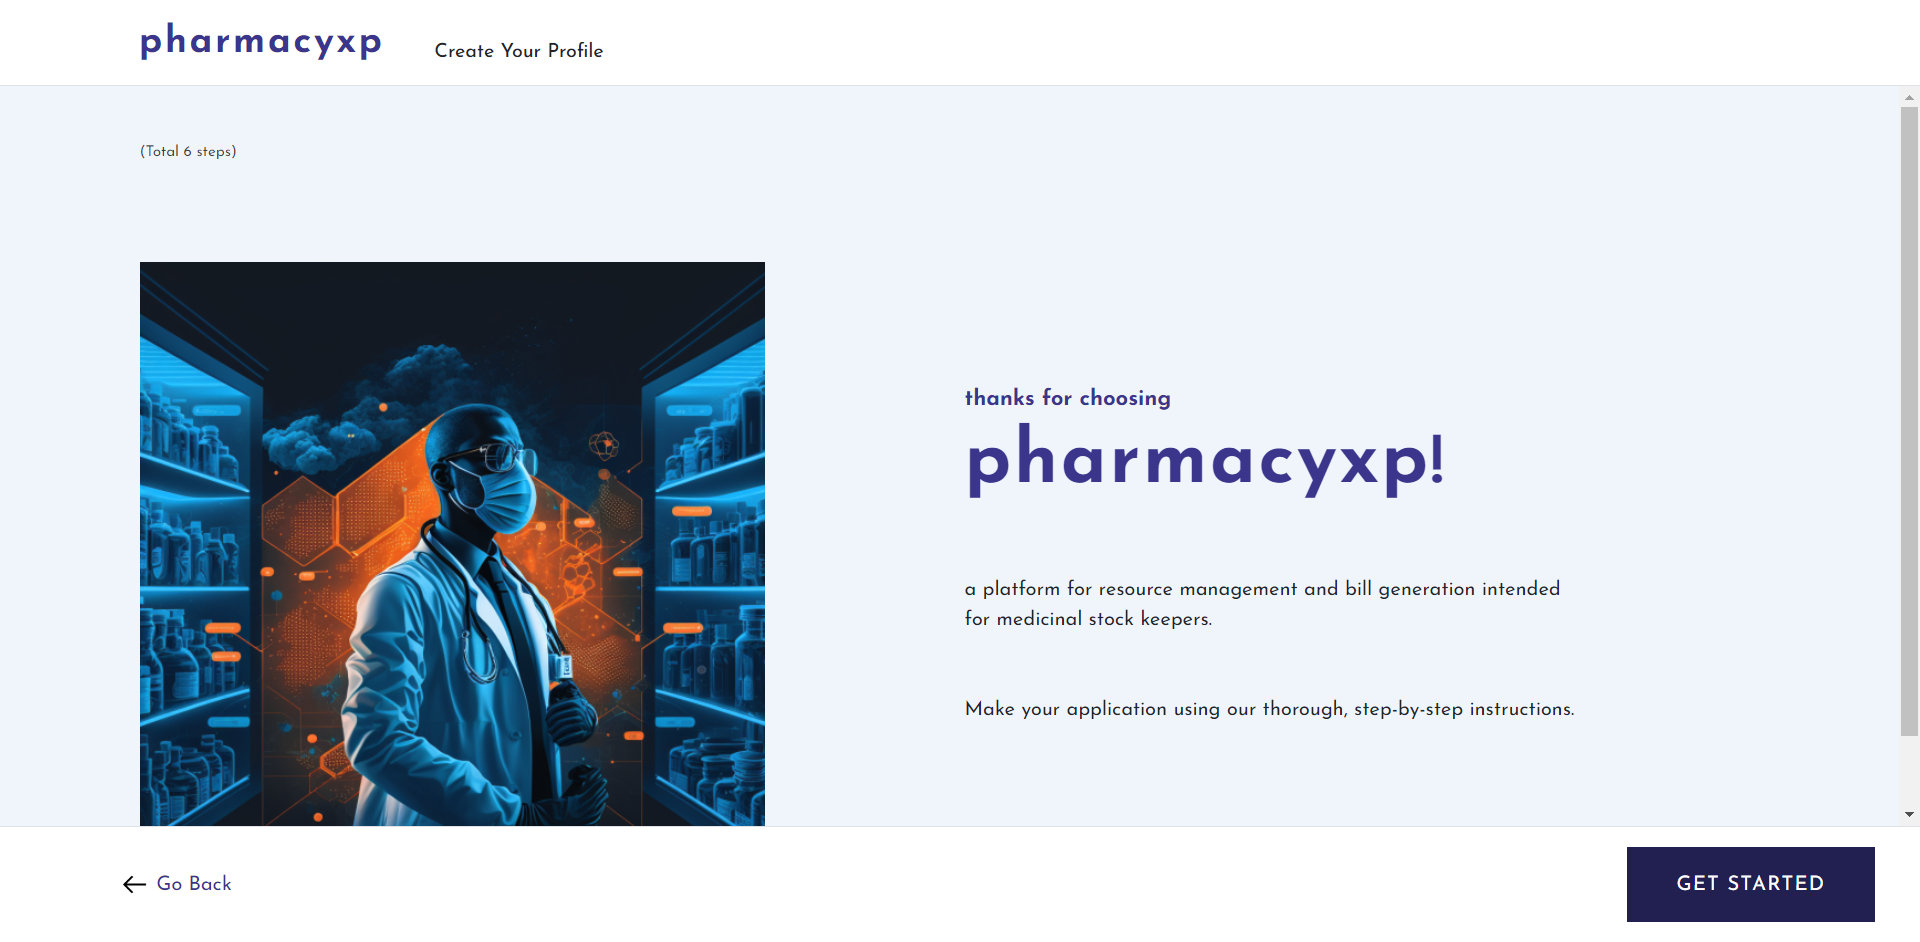 pharmacyxp
Create Your Profile
(Total 6 steps)
thanks for choosing
pharmacyxp!
a platform for resource management and bill generation intended
for medicinal stock keepers.
Make your application using our thorough, step-by-step instructions.
Go Back
GET STARTED